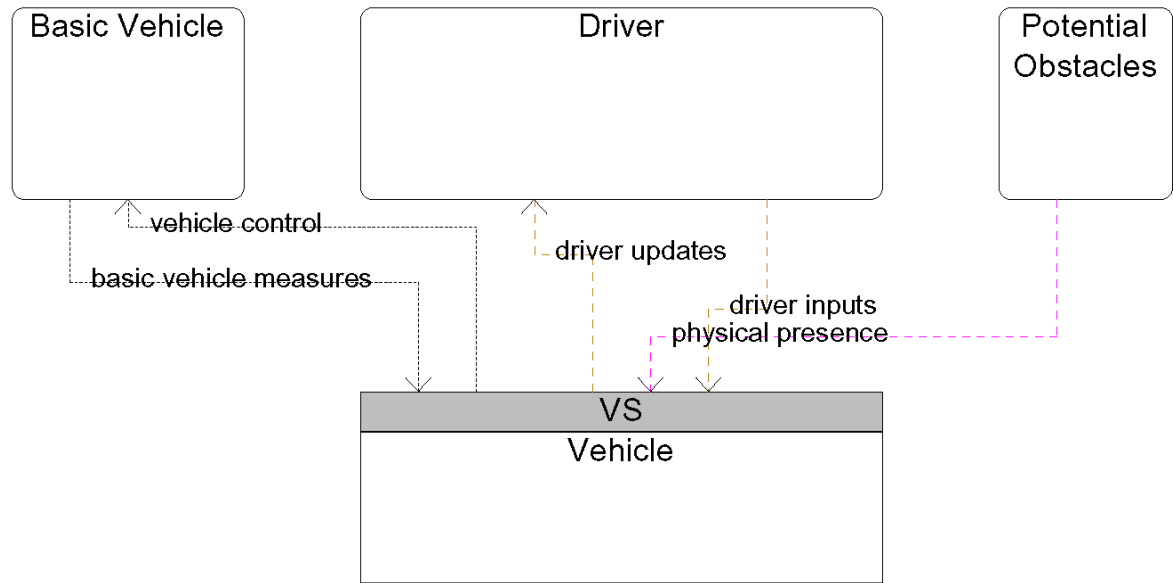 Basic Vehicle
Driver
Potential
Obstacles
vehicle control
driver updates
basic vehicle measures
driver inputs
physical presence
VS
Vehicle